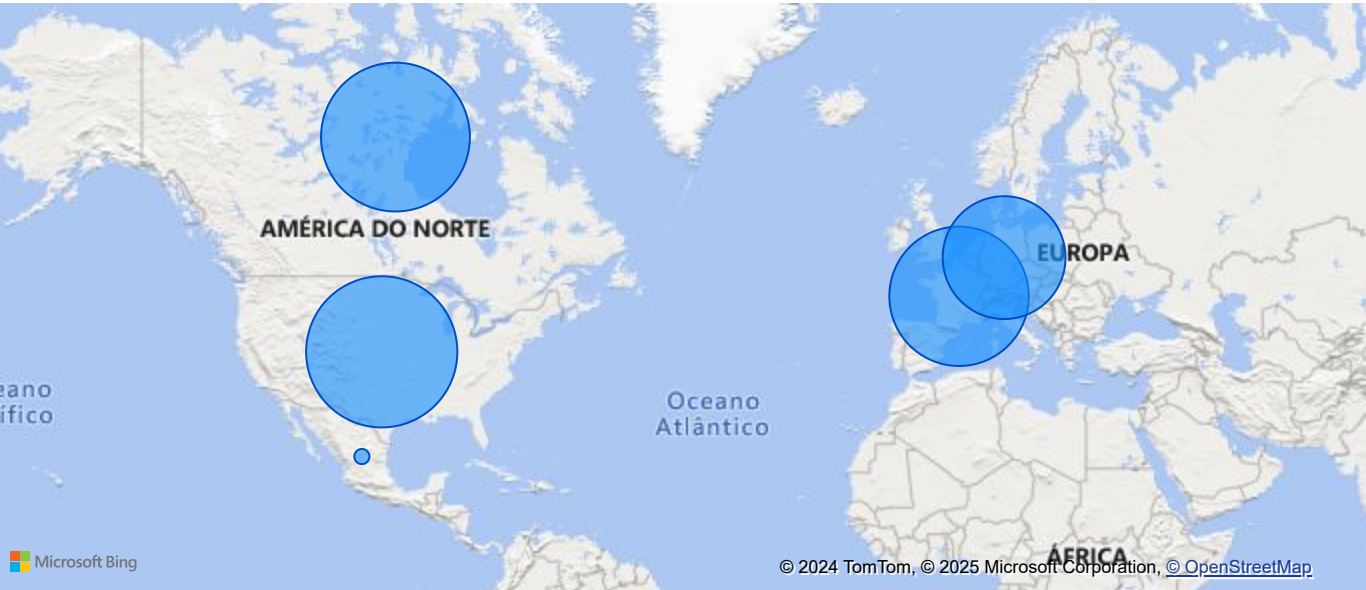 AMÉRICA DO NORTE
EUROPA
eano
ífico
Oceano
Atlântico
ÁFRICA
Microsoft Bing
© 2024 TomTom, © 2025 Microsoft Corporation, © OpenStreetMap